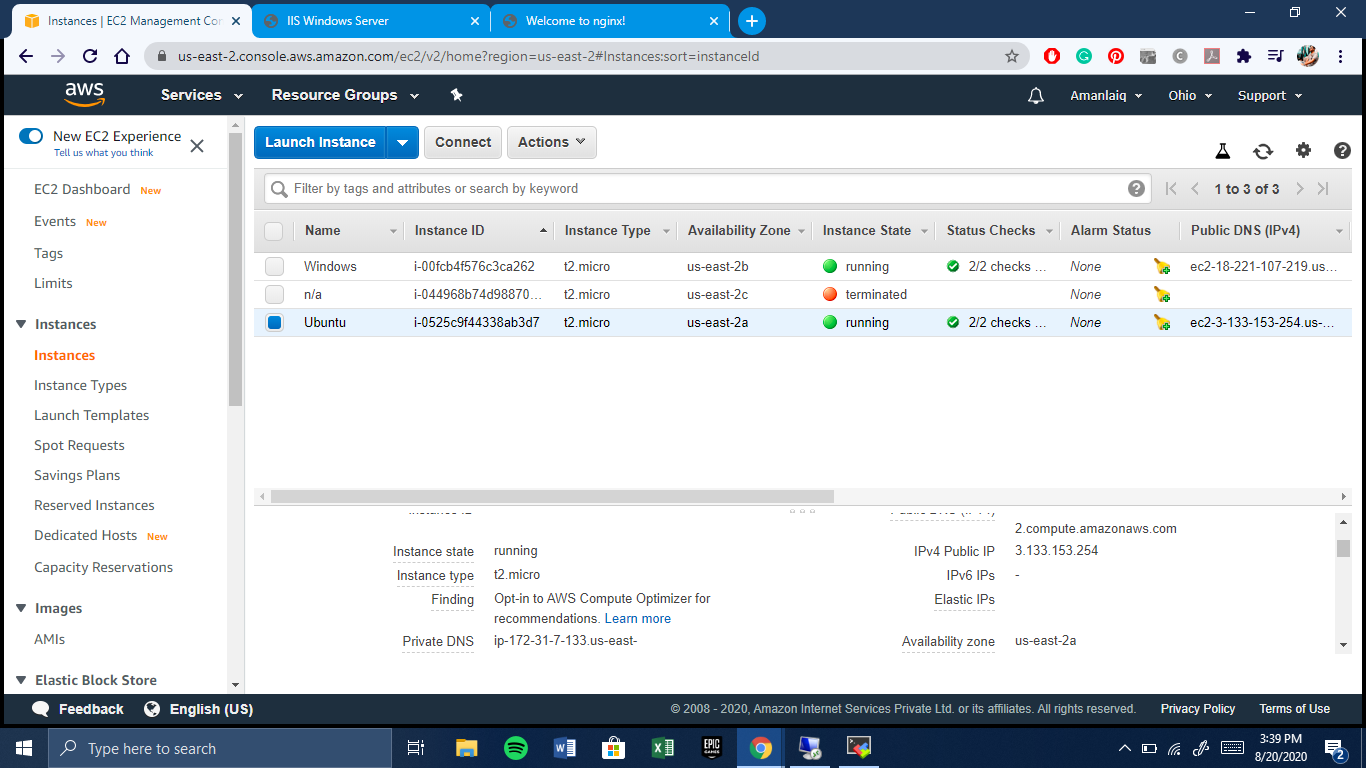 Instances | EC2 Management Con
IIS Windows Server
Welcome to nginx!
us-east-2.console.aws.amazon.com/ec2/v2/home?region=us-east-2#Instances:sort=instanceId
aws
Services
Resource Groups
Amanlaiq
Ohio
Support
New EC2 Experience
Tell us what you think
EC2 Dashboard New
Events New
Tags
Limits
Instances
Instances
Instance Types
Launch Templates
Spot Requests
Savings Plans
Reserved Instances
Dedicated Hosts New
Capacity Reservations
Images
AMIs
Elastic Block Store
Launch Instance
Connect
Actions
Filter by tags and attributes or search by keyword
1 to 3 of 3
Name Instance ID Instance Type Availability Zone Instance State Status Checks Alarm Status Public DNS (IPv4)
Windows i-00fcb4f576c3ca262 t2.micro us-east-2b running 2/2 checks ... None ec2-18-221-107-219.us...
n/a i-044968b74d98870... t2.micro us-east-2c terminated None
Ubuntu i-0525c9f44338ab3d7 t2.micro us-east-2a running 2/2 checks ... None ec2-3-133-153-254.us-...
Instance ID
Public DNS (IPv4)
2.compute.amazonaws.com
Instance state running
IPv4 Public IP 3.133.153.254
Instance type t2.micro
IPv6 IPs -
Finding Opt-in to AWS Compute Optimizer for
recommendations. Learn more
Elastic IPs
Private DNS ip-172-31-7-133.us-east-
Availability zone us-east-2a
Feedback
English (US)
© 2008 - 2020, Amazon Internet Services Private Ltd. or its affiliates. All rights reserved.
Privacy Policy
Terms of Use
Type here to search
EPIC
GAMES
3:39 PM
8/20/2020
2